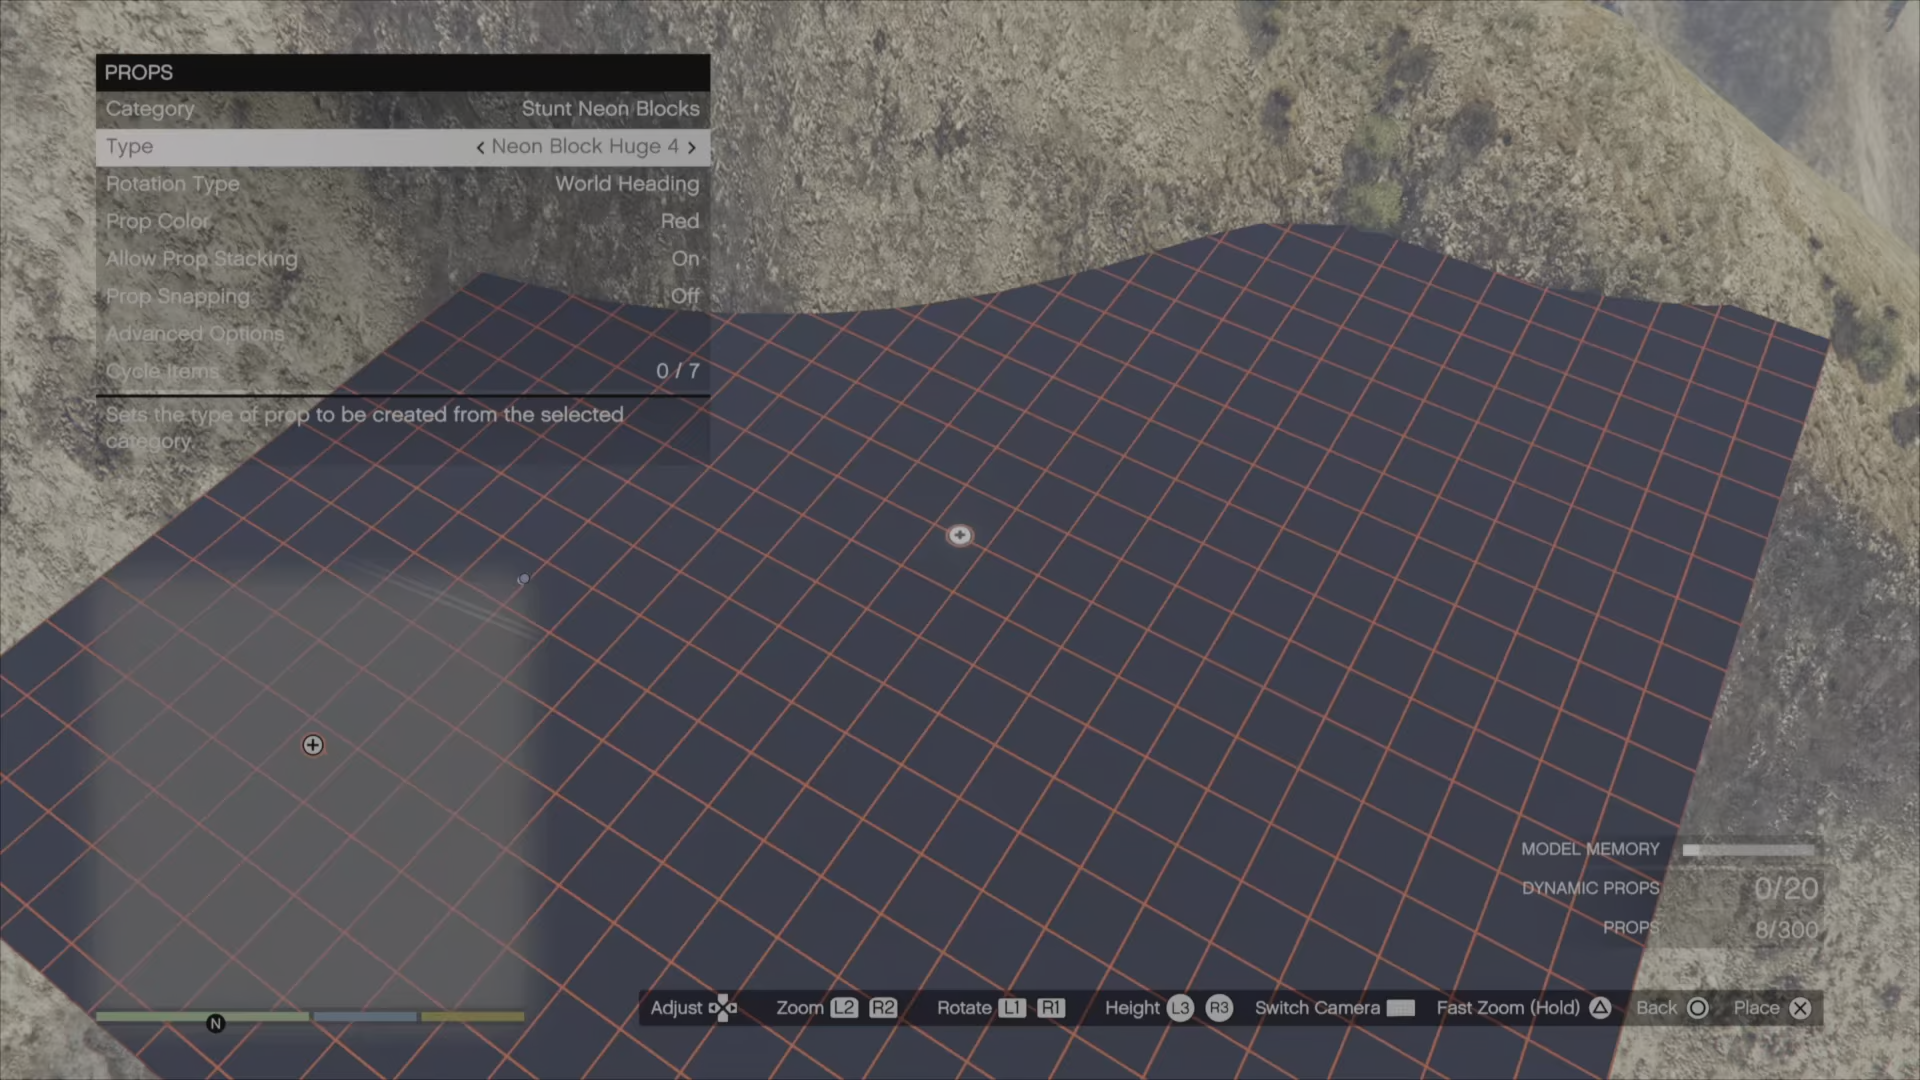 PROPS
Category Stunt Neon Blocks
Type < Neon Block Huge 4 >
Rotation Type World Heading
Prop Color Red
Allow Prop Stacking On
Prop Snapping Off
Advanced Options
Cycle Items 0 / 7
Sets the type of prop to be created from the selected
category.
MODEL MEMORY
DYNAMIC PROPS 0/20
PROPS 8/300
N
Adjust Zoom L2 R2 Rotate L1 R1 Height L3 R3 Switch Camera Fast Zoom (Hold) Back Place